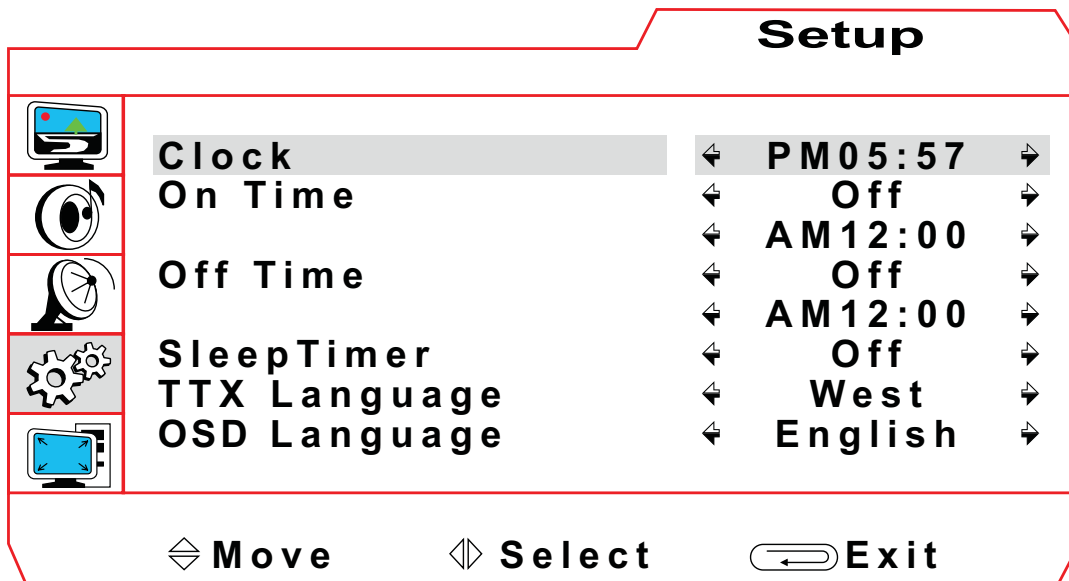 Setup
Clock PM05:57
On Time Off
AM12:00
Off Time Off
AM12:00
SleepTimer Off
TTX Language West
OSD Language English
Move Select Exit